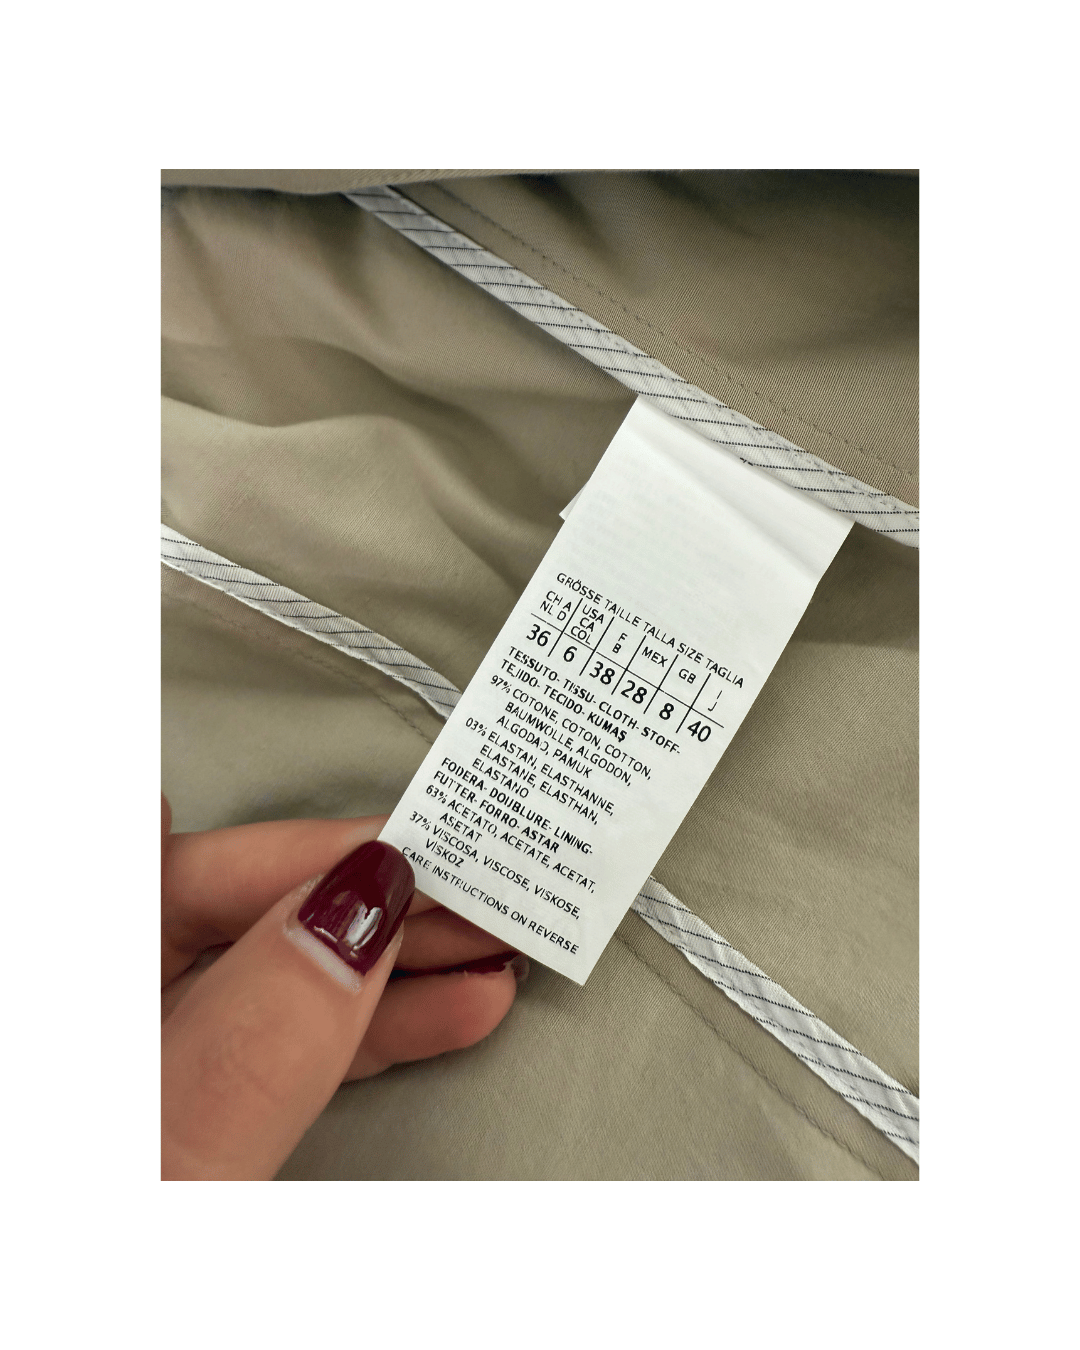 GRÖSSE TAILLE TALLA SIZE TAGLIA
CH A USA F MEX GB I
NL D CA B J
COL
36 6 38 28 8 40
TESSUTO- TISSU- CLOTH- STOFF-
TEJIDO- TECIDO- KUMAŞ
97% COTONE, COTON, COTTON,
BAUMWOLLE, ALGODON,
ALGODAO, PAMUK
03% ELASTAN, ELASTHANNE,
ELASTANE, ELASTHAN,
ELASTANO
FODERA- DOUBLURE- LINING-
FUTTER- FORRO- ASTAR
63% ACETATO, ACETATE, ACETAT,
ASETAT
37% VISCOSA, VISCOSE, VISKOSE,
VISKOZ
CARE INSTRUCTIONS ON REVERSE